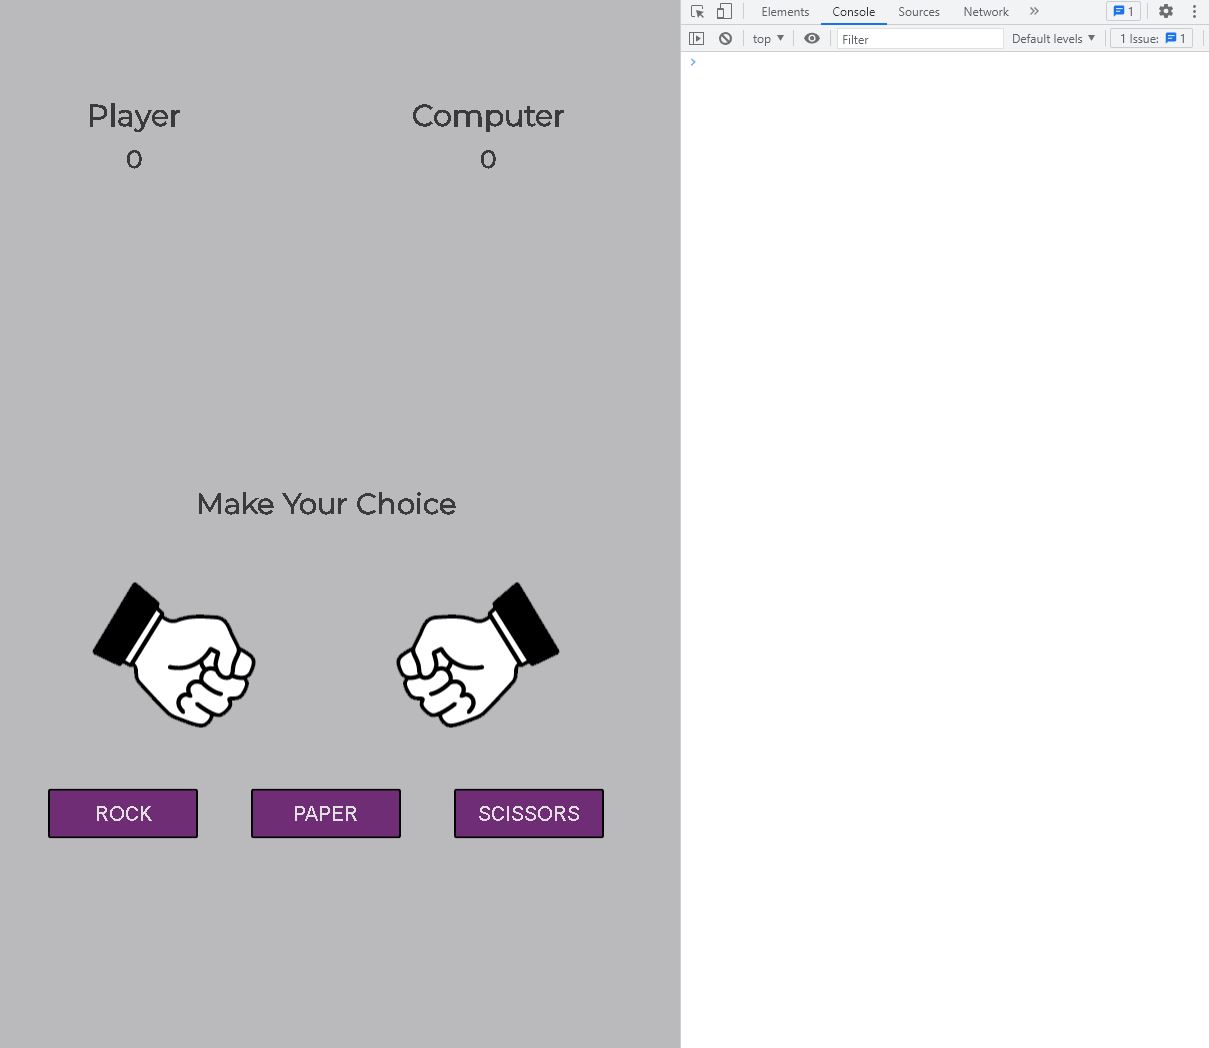 Player
0
Computer
0
Make Your Choice
ROCK PAPER SCISSORS
Elements Console Sources Network » 1
top ▼ Filter Default levels ▼ 1 Issue: 1
>